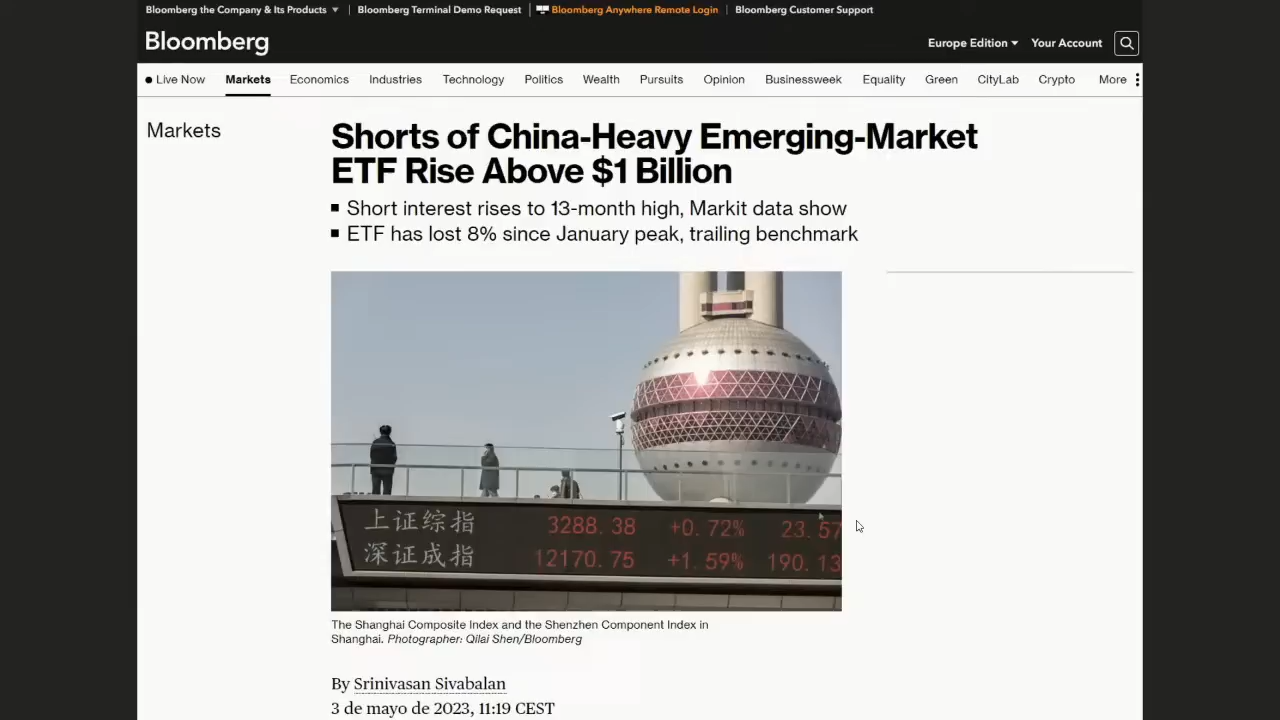 Bloomberg the Company & Its Products
Bloomberg Terminal Demo Request
Bloomberg Anywhere Remote Login
Bloomberg Customer Support
Bloomberg
Europe Edition
Your Account
Live Now
Markets
Economics
Industries
Technology
Politics
Wealth
Pursuits
Opinion
Businessweek
Equality
Green
CityLab
Crypto
More
Markets
Shorts of China-Heavy Emerging-Market
ETF Rise Above $1 Billion
Short interest rises to 13-month high, Markit data show
ETF has lost 8% since January peak, trailing benchmark
上证综指 3288.38 +0.72% 23.57
深证成指 12170.75 +1.59% 190.13
The Shanghai Composite Index and the Shenzhen Component Index in
Shanghai. Photographer: Qilai Shen/Bloomberg
By Srinivasan Sivabalan
3 de mayo de 2023, 11:19 CEST